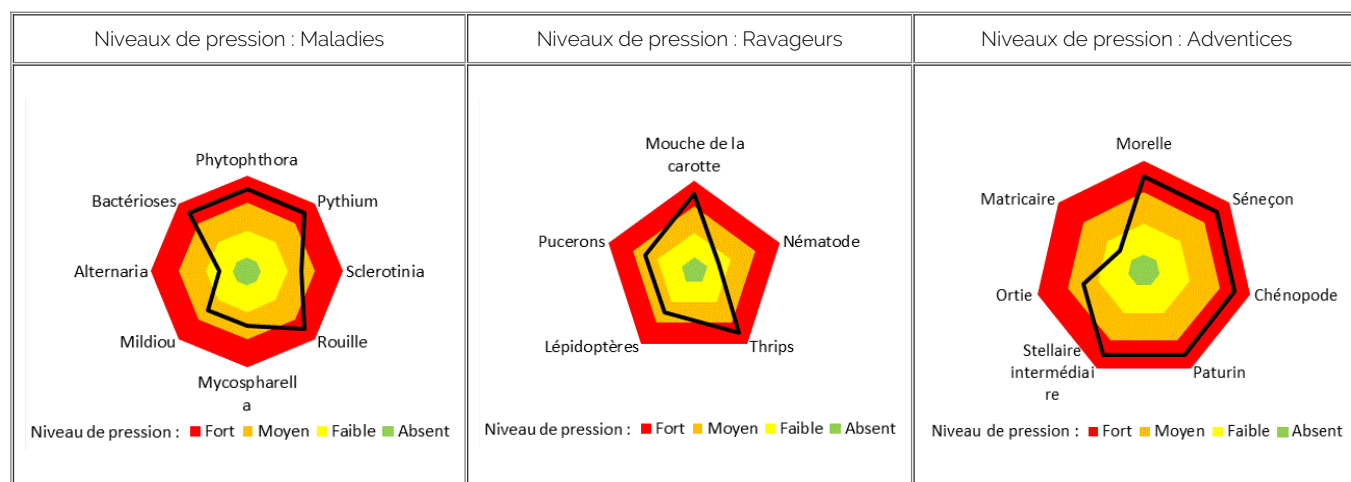 Niveaux de pression : Maladies
Niveaux de pression : Ravageurs
Niveaux de pression : Adventices
Phytophthora
Pythium
Sclerotinia
Rouille
Mycospharell
a
Mildiou
Alternaria
Bactérioses
Niveau de pression : Fort Moyen Faible Absent
Mouche de la
carotte
Nématode
Thrips
Lépidoptères
Pucerons
Niveau de pression : Fort Moyen Faible Absent
Morelle
Séneçon
Chénopode
Paturin
Stellaire
intermédiai
re
Ortie
Matricaire
Niveau de pression : Fort Moyen Faible Absent